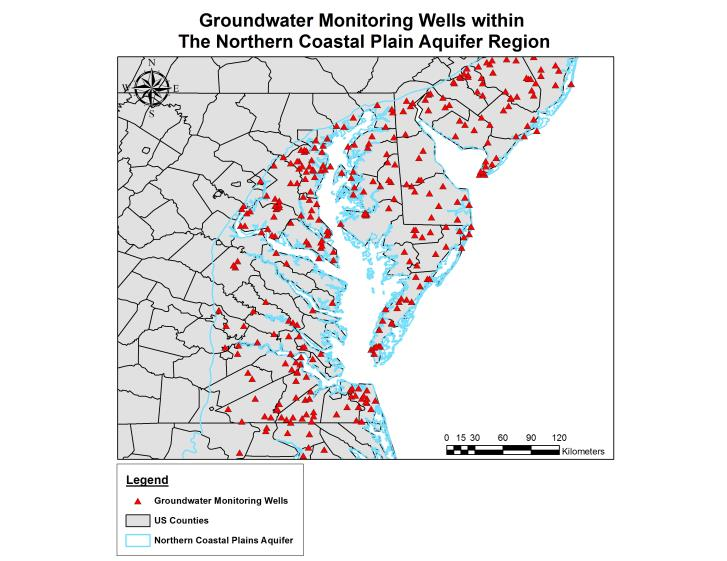 Groundwater Monitoring Wells within
The Northern Coastal Plain Aquifer Region
N
W E
S
0 15 30 60 90 120
Kilometers
Legend
Groundwater Monitoring Wells
US Counties
Northern Coastal Plains Aquifer